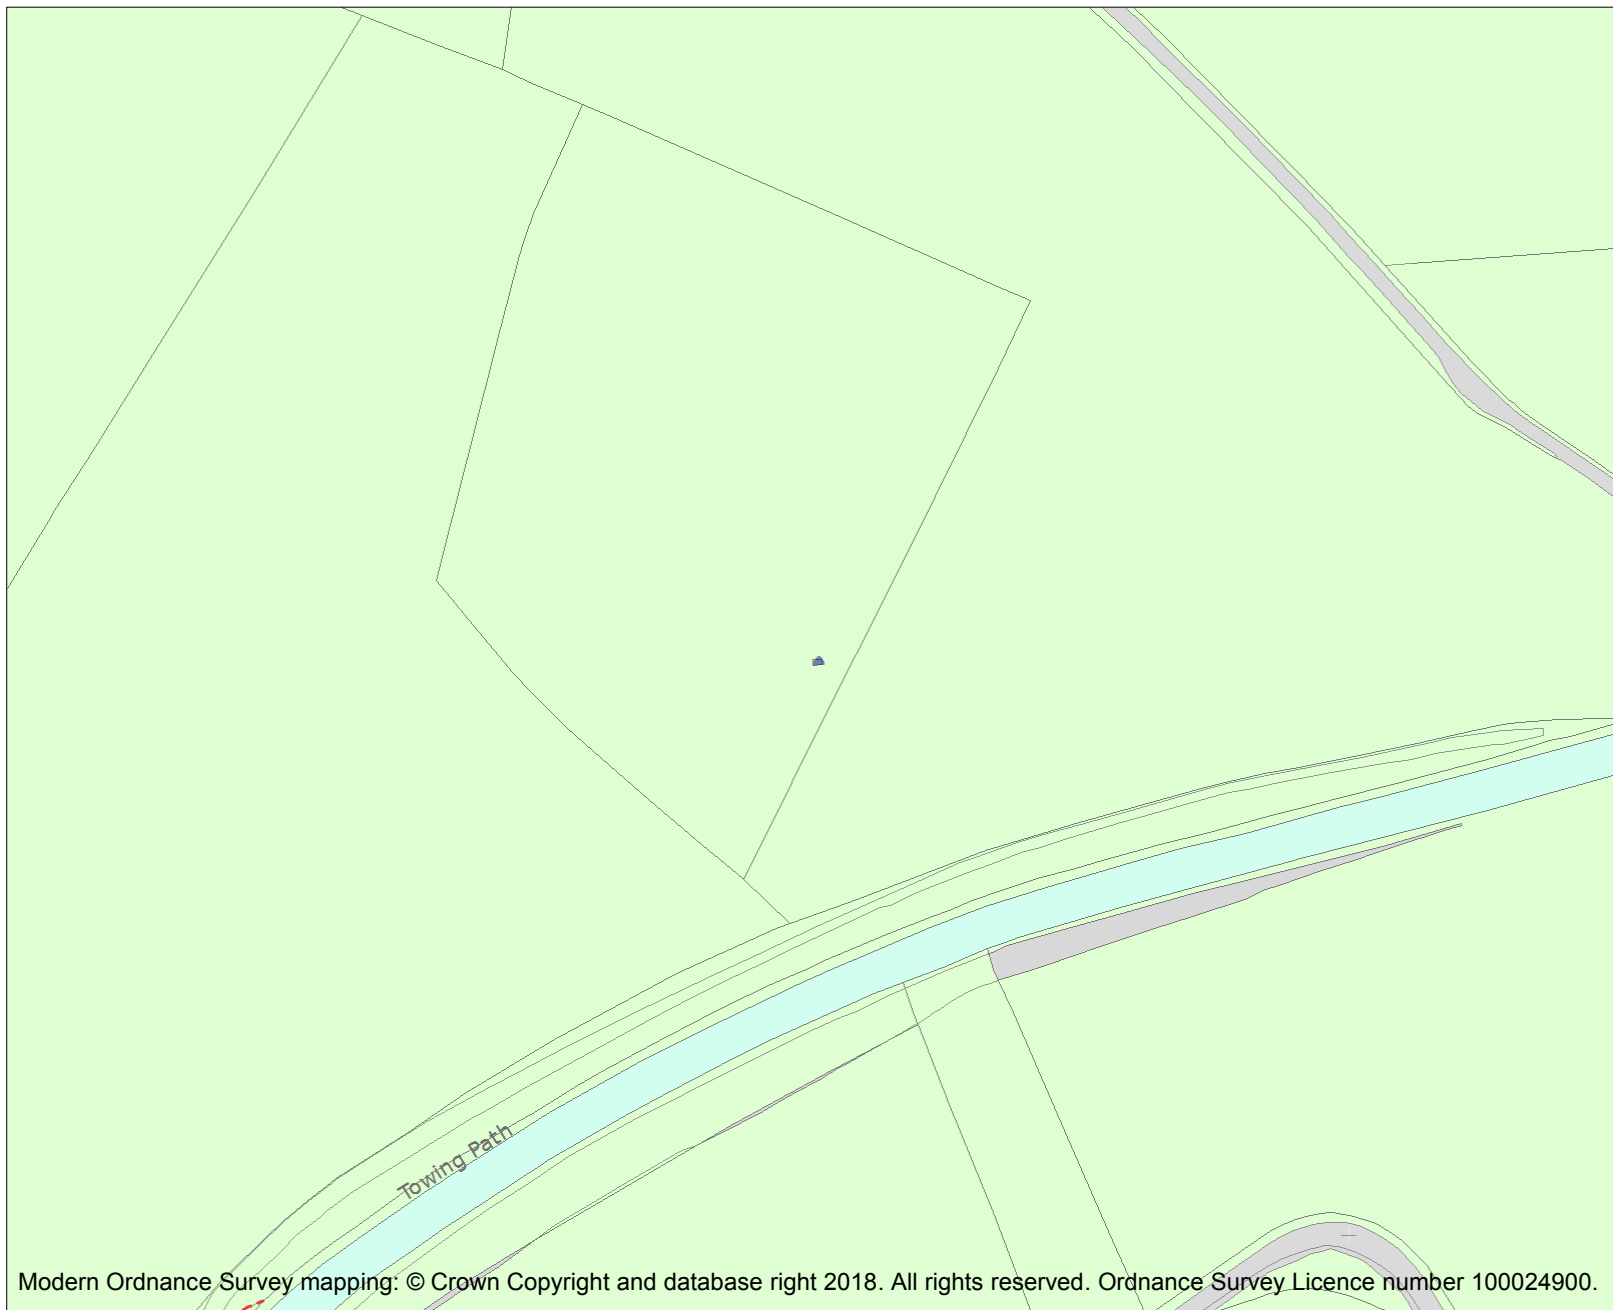 Towing Path
Modern Ordnance Survey mapping: © Crown Copyright and database right 2018. All rights reserved. Ordnance Survey Licence number 100024900.